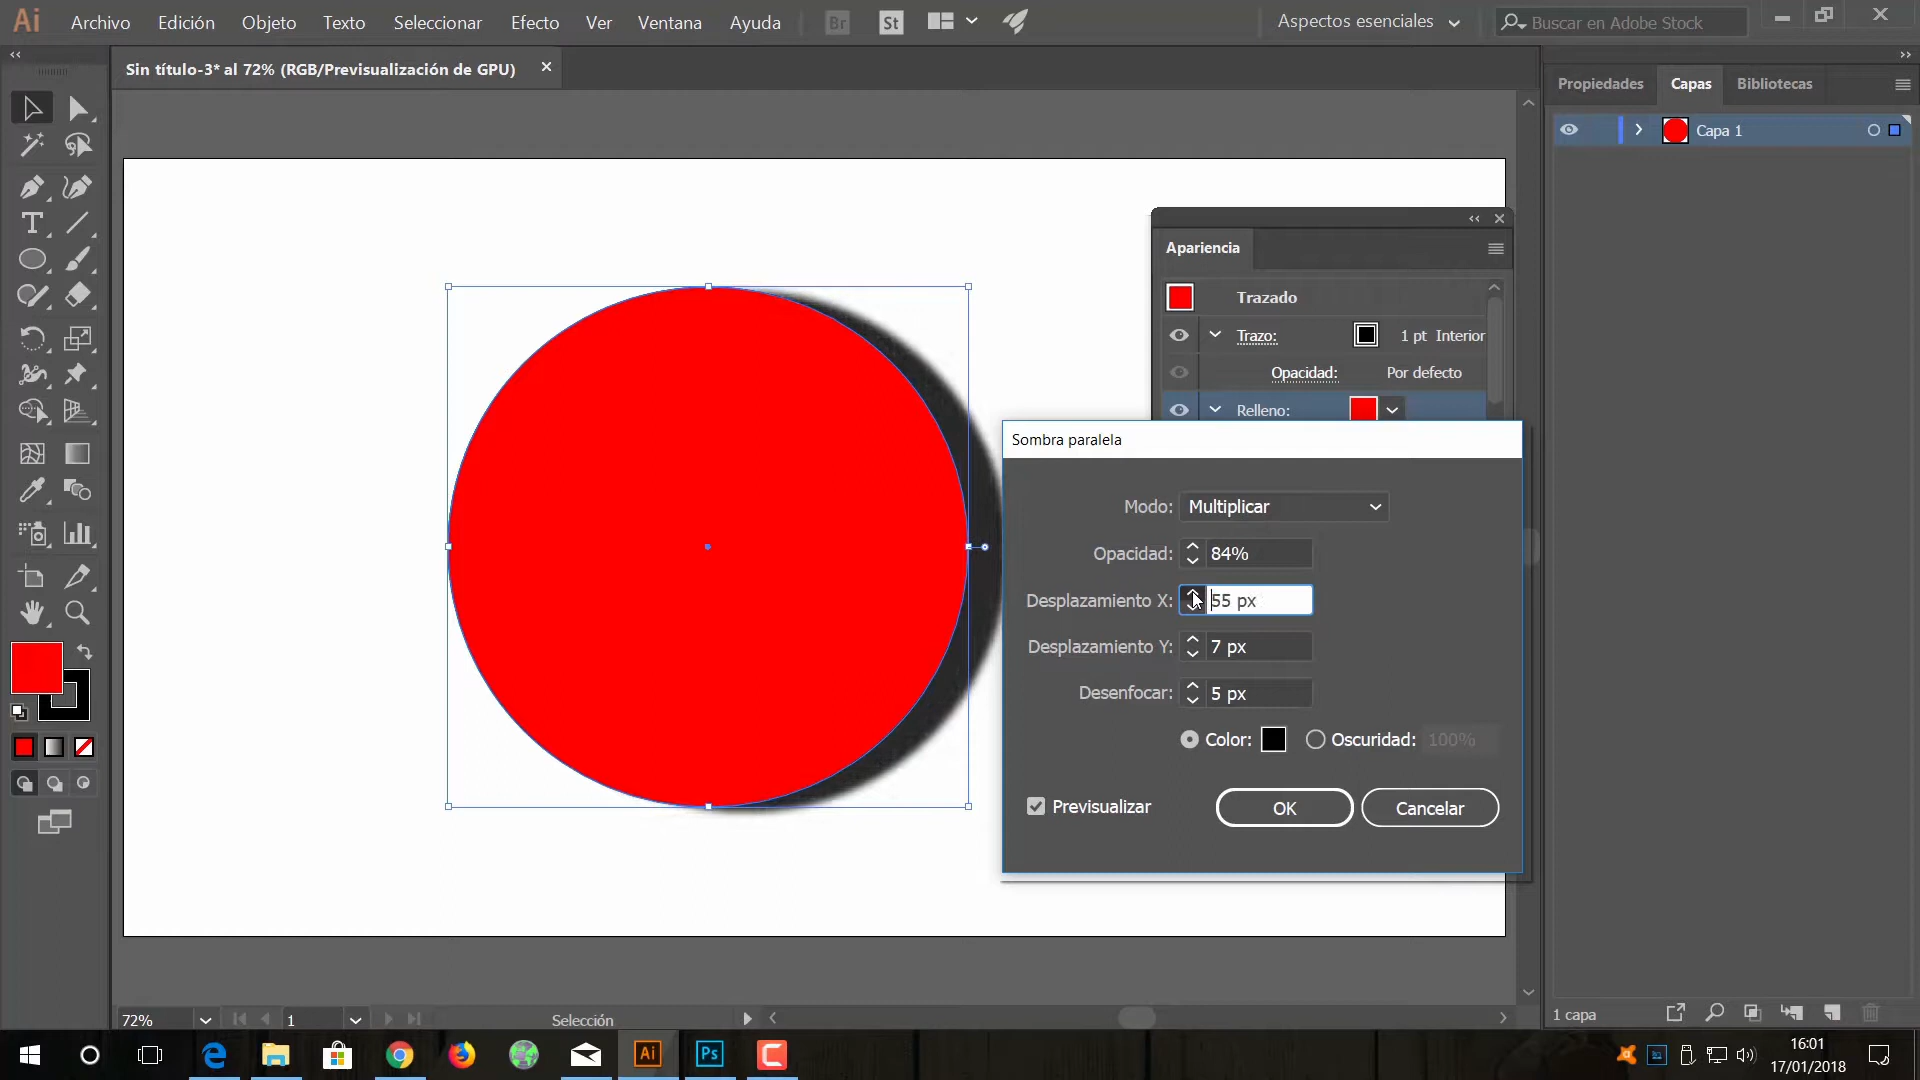 Ai Archivo Edición Objeto Texto Seleccionar Efecto Ver Ventana Ayuda Br St Aspectos esenciales Buscar en Adobe Stock
Sin título-3* al 72% (RGB/Previsualización de GPU)
Propiedades Capas Bibliotecas
Capa 1
Apariencia
Trazado
Trazo: 1 pt Interior
Opacidad: Por defecto
Relleno:
Sombra paralela
Modo: Multiplicar
Opacidad: 84%
Desplazamiento X: 55 px
Desplazamiento Y: 7 px
Desenfocar: 5 px
Color: Oscuridad: 100%
Previsualizar OK Cancelar
72% 1 Selección
1 capa
Ai Ps
16:01
17/01/2018